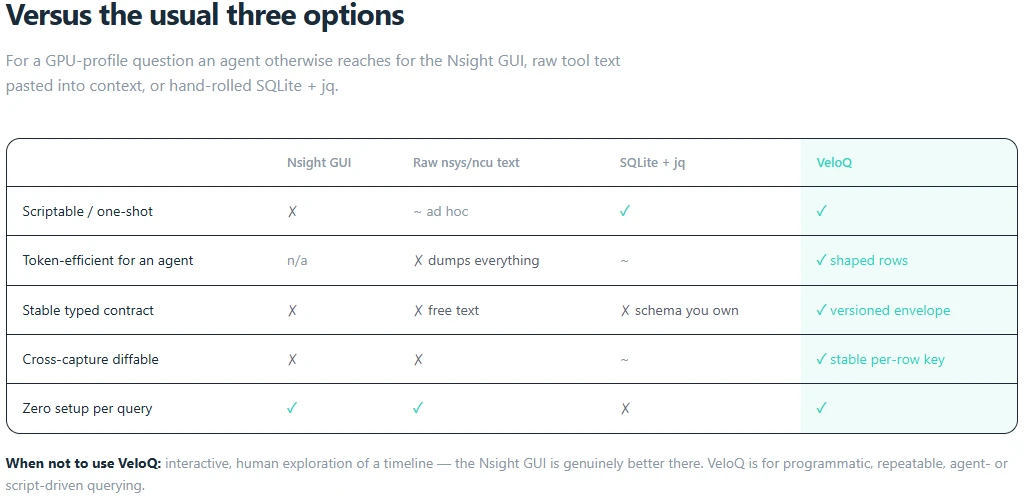 Versus the usual three options
For a GPU-profile question an agent otherwise reaches for the Nsight GUI, raw tool text
pasted into context, or hand-rolled SQLite + jq.
Nsight GUI Raw nsys/ncu text SQLite + jq VeloQ
Scriptable / one-shot ✗ ~ ad hoc ✓ ✓
Token-efficient for an agent n/a ✗ dumps everything ~ ✓ shaped rows
Stable typed contract ✗ ✗ free text ✗ schema you own ✓ versioned envelope
Cross-capture diffable ✗ ✗ ~ ✓ stable per-row key
Zero setup per query ✓ ✓ ✗ ✓
When not to use VeloQ: interactive, human exploration of a timeline — the Nsight GUI is genuinely better there. VeloQ is for programmatic, repeatable, agent- or
script-driven querying.